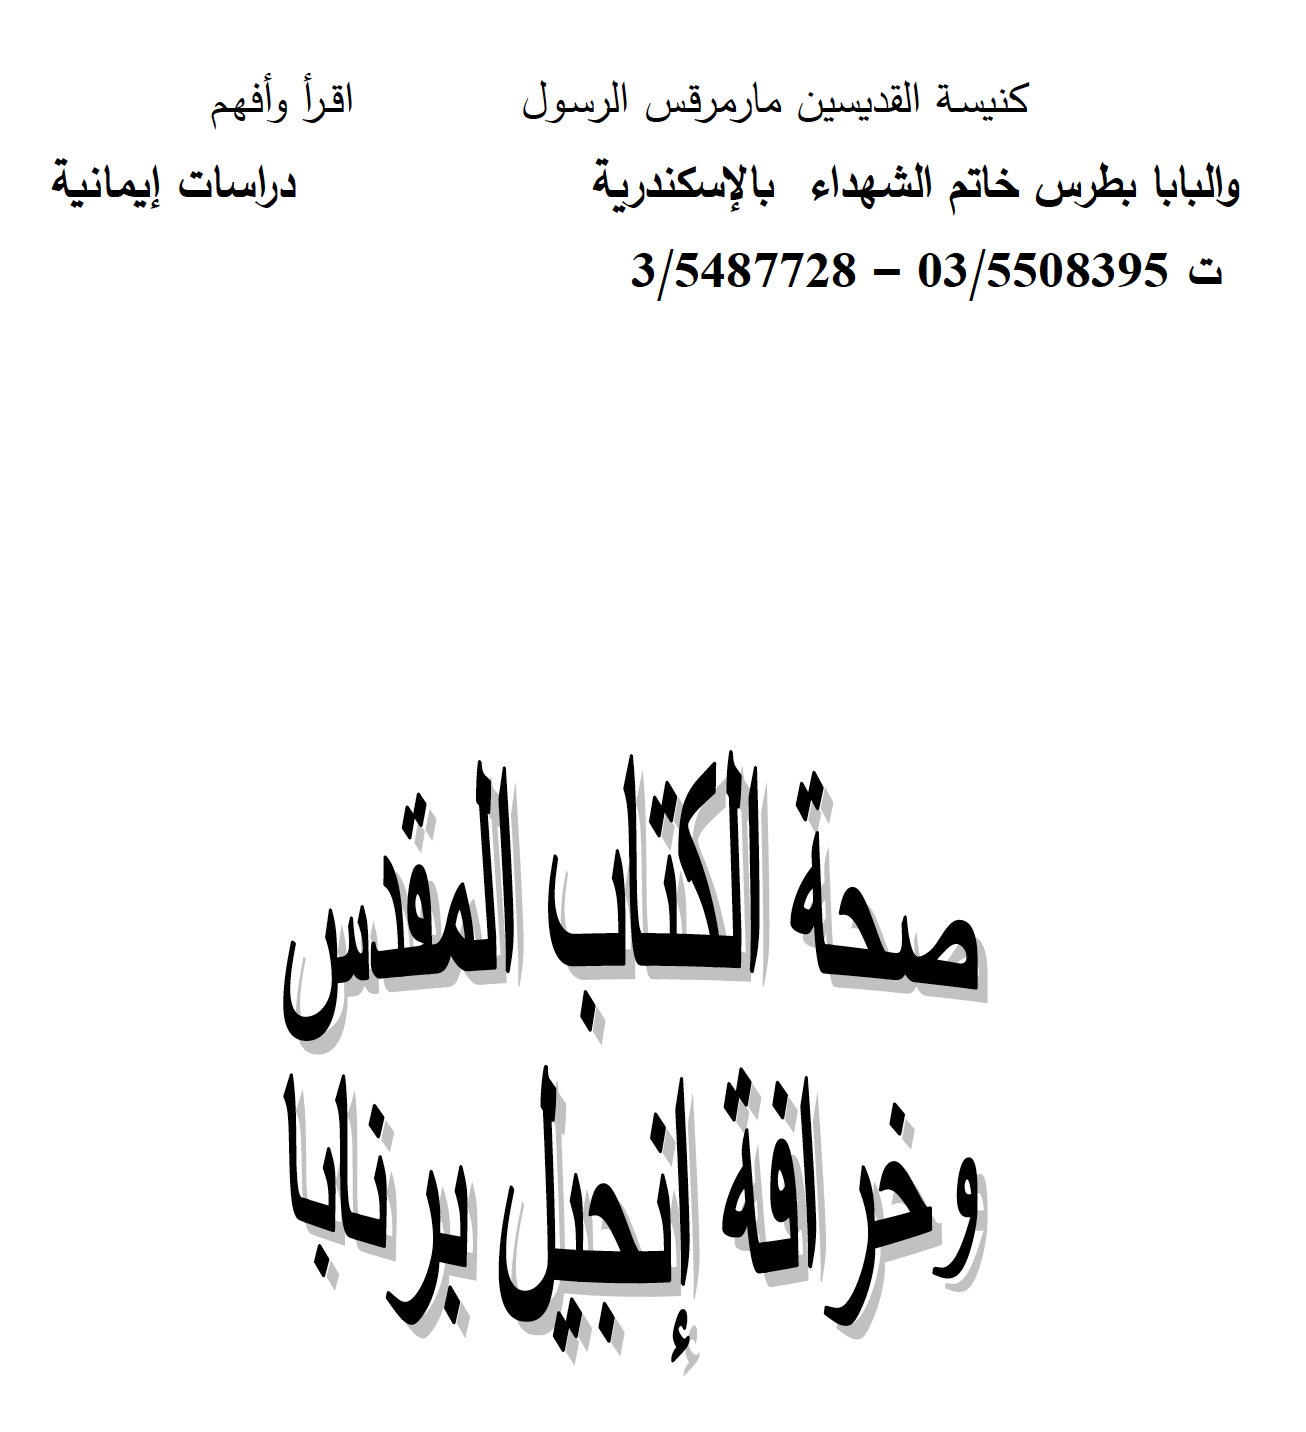 كنيسة القديسين مارمرقس الرسول اقرأ وأفهم
والبابا بطرس خاتم الشهداء بالإسكندرية دراسات إيمانية
ت 03/5508395 – 3/5487728
صحة الكتاب المقدس
وخرافة إنجيل برنابا